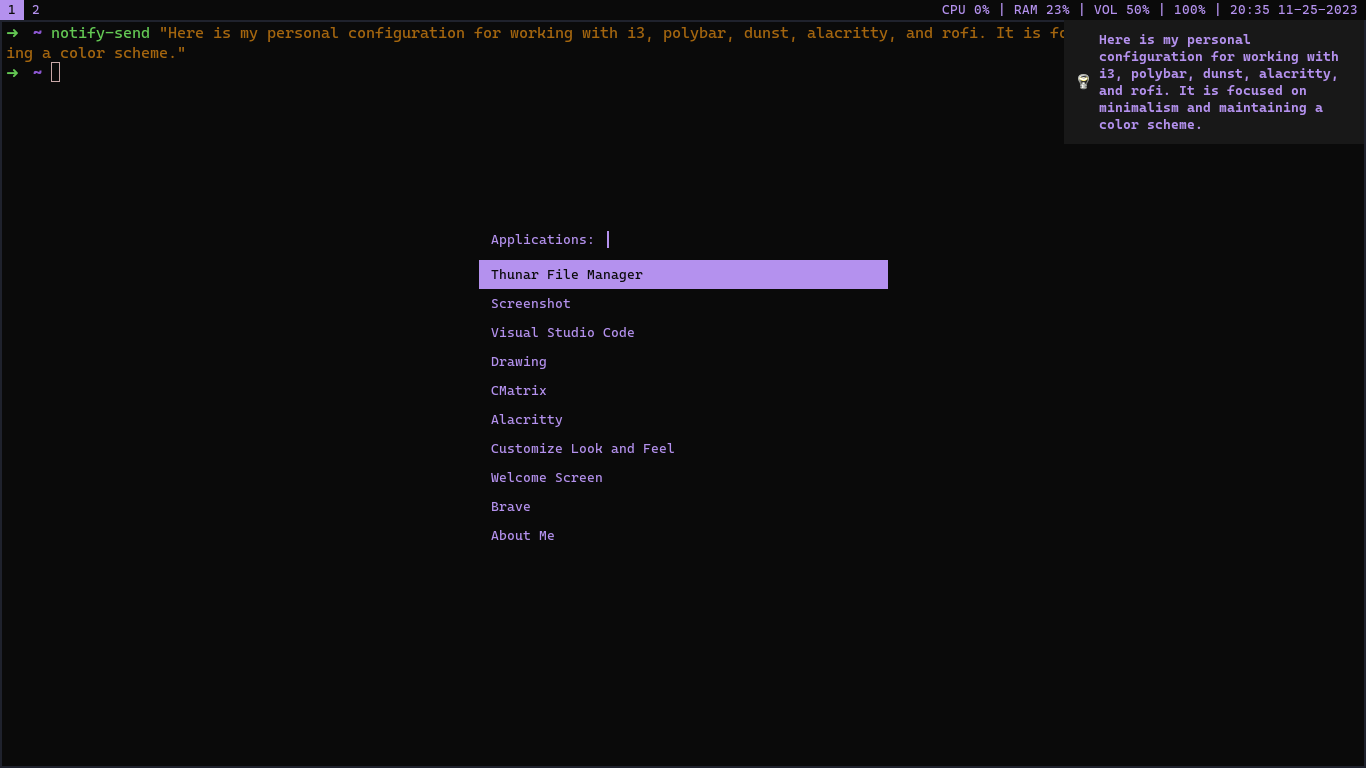 1 2 CPU 0% | RAM 23% | VOL 50% | 100% | 20:35 11-25-2023
➜ ~ notify-send "Here is my personal configuration for working with i3, polybar, dunst, alacritty, and rofi. It is fo
ing a color scheme."
➜ ~
Here is my personal
configuration for working with
i3, polybar, dunst, alacritty,
and rofi. It is focused on
minimalism and maintaining a
color scheme.
Applications:
Thunar File Manager
Screenshot
Visual Studio Code
Drawing
CMatrix
Alacritty
Customize Look and Feel
Welcome Screen
Brave
About Me